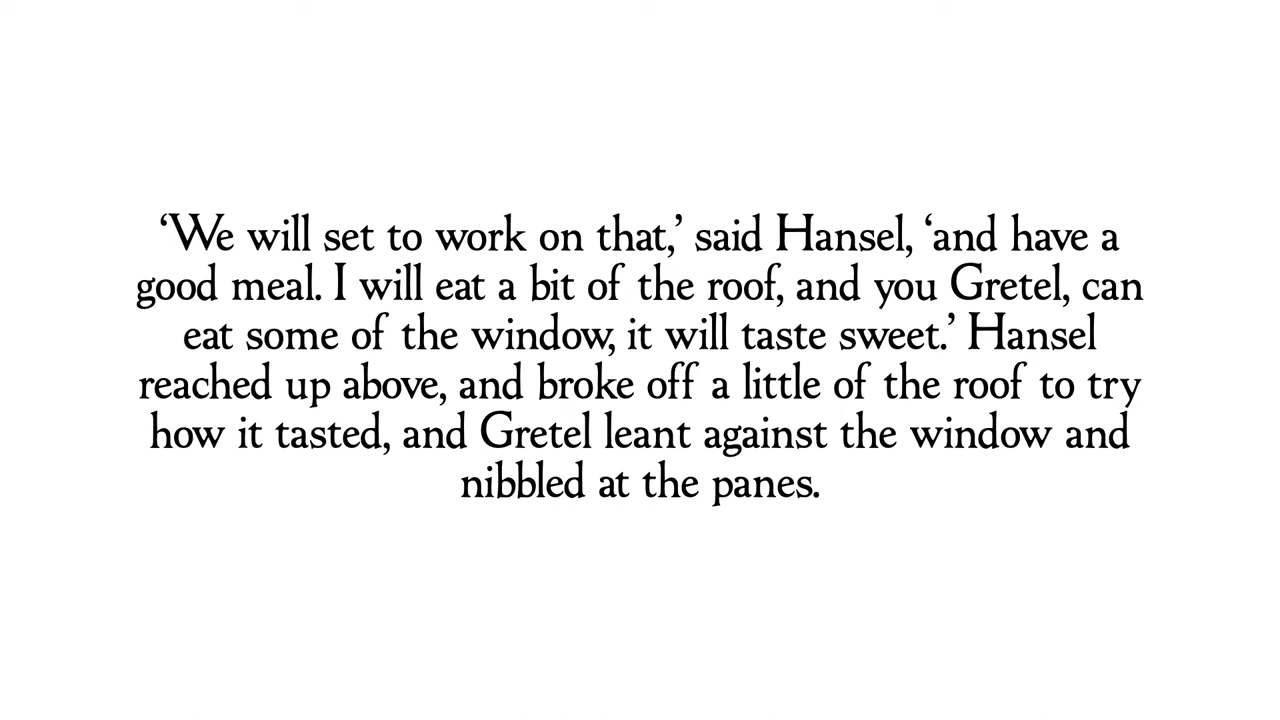 ‘We will set to work on that,’ said Hansel, ‘and have a
good meal. I will eat a bit of the roof, and you Gretel, can
eat some of the window, it will taste sweet.’ Hansel
reached up above, and broke off a little of the roof to try
how it tasted, and Gretel leant against the window and
nibbled at the panes.